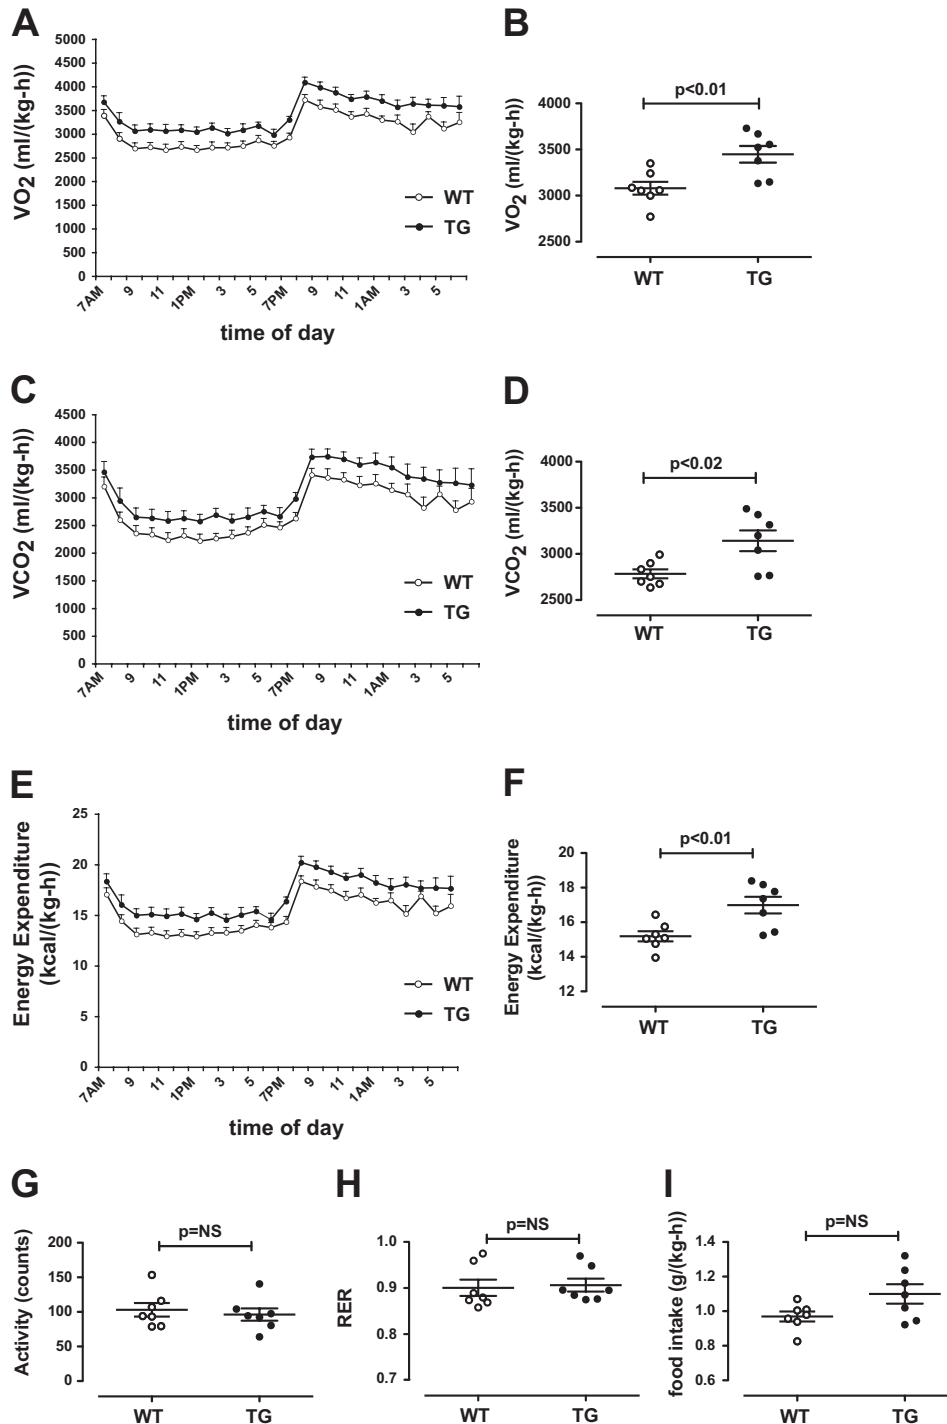 A
VO2 (ml/(kg-h))
5000
4500
4000
3500
3000
2500
2000
1500
1000
500
0
WT
TG
7AM 9 11 1PM 3 5 7PM 9 11 1AM 3 5
time of day
B
p<0.01
VO2 (ml/(kg-h))
4000
3500
3000
2500
WT TG
C
VCO2 (ml/(kg-h))
4500
4000
3500
3000
2500
2000
1500
1000
500
0
WT
TG
7AM 9 11 1PM 3 5 7PM 9 11 1AM 3 5
time of day
D
p<0.02
VCO2 (ml/(kg-h))
4000
3500
3000
2500
WT TG
E
Energy Expenditure
(kcal/(kg-h))
25
20
15
10
5
0
WT
TG
7AM 9 11 1PM 3 5 7PM 9 11 1AM 3 5
time of day
F
p<0.01
Energy Expenditure
(kcal/(kg-h))
20
18
16
14
12
WT TG
G
p=NS
Activity (counts)
200
150
100
50
0
WT TG
H
p=NS
RER
1.0
0.9
0.8
0.7
WT TG
I
p=NS
food intake (g/(kg-h))
1.4
1.2
1.0
0.8
0.6
WT TG